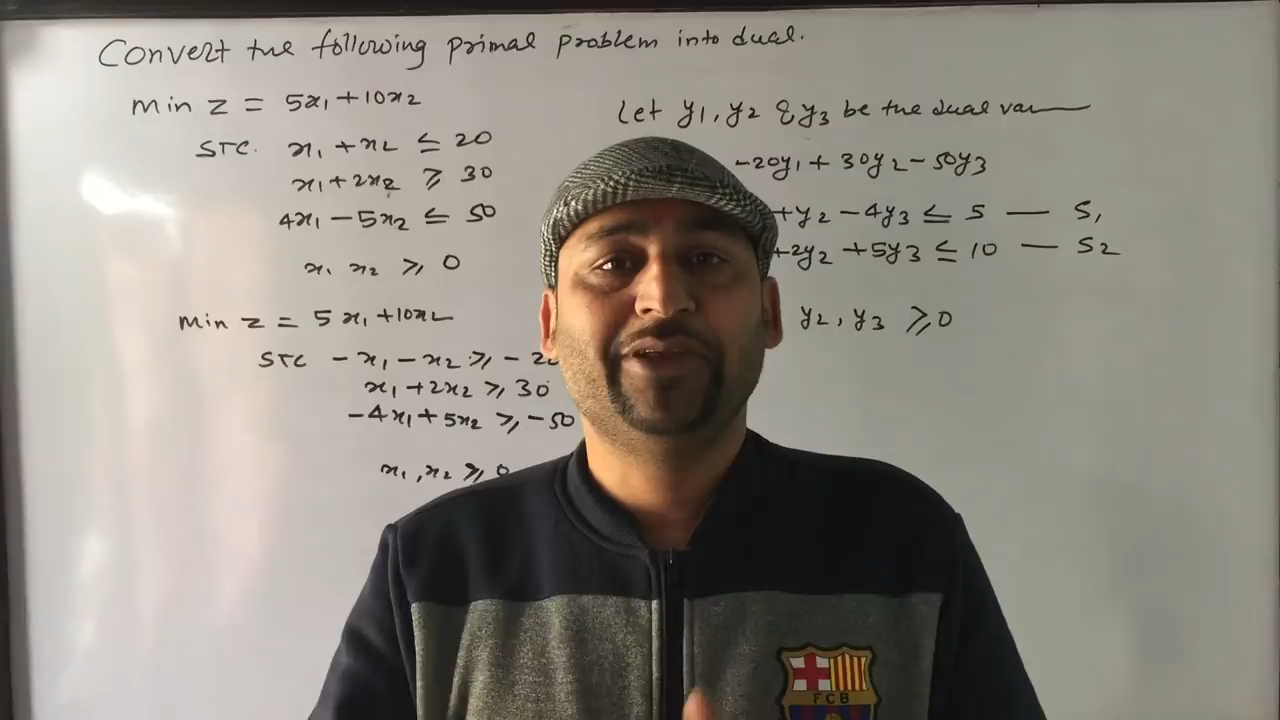 Convert the following primal problem into dual.
min z = 5x₁+10x₂
STC. x₁ + x₂ ≤ 20
x₁+2x₂ ≥ 30
4x₁-5x₂ ≤ 50
x₁ x₂ ≥ 0
min z = 5x₁+10x₂
STC -x₁-x₂ ≥ -20
x₁+2x₂ ≥ 30
-4x₁+5x₂ ≥ -50
x₁, x₂ ≥ 0
Let y₁, y₂ & y₃ be the dual var
-20y₁+30y₂-50y₃
+y₂-4y₃ ≤ 5 — S₁
+2y₂+5y₃ ≤ 10 — S₂
y₂, y₃ ≥ 0
FCB